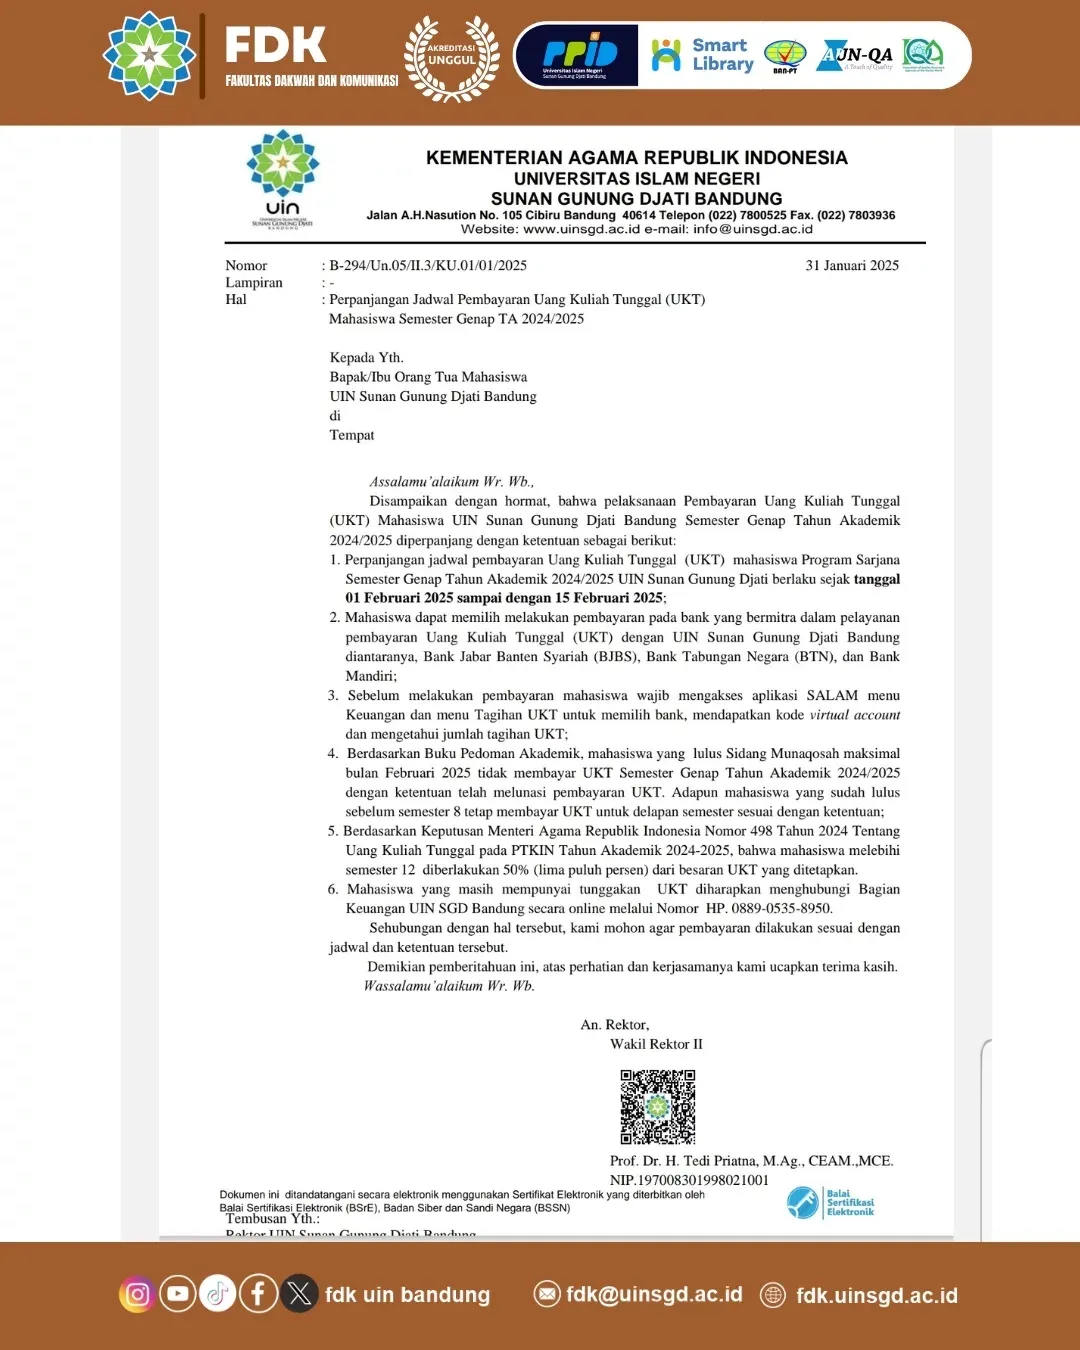 FDK
FAKULTAS DAKWAH DAN KOMUNIKASI
AKREDITASI
UNGGUL
PPID
Universitas Islam Negeri
Sunan Gunung Djati Bandung
Smart
Library
BAN-PT
AUN-QA
A Touch of Quality
uin
UNIVERSITAS ISLAM NEGERI
SUNAN GUNUNG DJATI
BANDUNG
KEMENTERIAN AGAMA REPUBLIK INDONESIA
UNIVERSITAS ISLAM NEGERI
SUNAN GUNUNG DJATI BANDUNG
Jalan A.H.Nasution No. 105 Cibiru Bandung 40614 Telepon (022) 7800525 Fax. (022) 7803936
Website: www.uinsgd.ac.id e-mail: info@uinsgd.ac.id
Nomor : B-294/Un.05/II.3/KU.01/01/2025 31 Januari 2025
Lampiran : -
Hal : Perpanjangan Jadwal Pembayaran Uang Kuliah Tunggal (UKT)
Mahasiswa Semester Genap TA 2024/2025
Kepada Yth.
Bapak/Ibu Orang Tua Mahasiswa
UIN Sunan Gunung Djati Bandung
di
Tempat
Assalamu'alaikum Wr. Wb.,
Disampaikan dengan hormat, bahwa pelaksanaan Pembayaran Uang Kuliah Tunggal
(UKT) Mahasiswa UIN Sunan Gunung Djati Bandung Semester Genap Tahun Akademik
2024/2025 diperpanjang dengan ketentuan sebagai berikut:
1. Perpanjangan jadwal pembayaran Uang Kuliah Tunggal (UKT) mahasiswa Program Sarjana
Semester Genap Tahun Akademik 2024/2025 UIN Sunan Gunung Djati berlaku sejak tanggal
01 Februari 2025 sampai dengan 15 Februari 2025;
2. Mahasiswa dapat memilih melakukan pembayaran pada bank yang bermitra dalam pelayanan
pembayaran Uang Kuliah Tunggal (UKT) dengan UIN Sunan Gunung Djati Bandung
diantaranya, Bank Jabar Banten Syariah (BJBS), Bank Tabungan Negara (BTN), dan Bank
Mandiri;
3. Sebelum melakukan pembayaran mahasiswa wajib mengakses aplikasi SALAM menu
Keuangan dan menu Tagihan UKT untuk memilih bank, mendapatkan kode virtual account
dan mengetahui jumlah tagihan UKT;
4. Berdasarkan Buku Pedoman Akademik, mahasiswa yang lulus Sidang Munaqosah maksimal
bulan Februari 2025 tidak membayar UKT Semester Genap Tahun Akademik 2024/2025
dengan ketentuan telah melunasi pembayaran UKT. Adapun mahasiswa yang sudah lulus
sebelum semester 8 tetap membayar UKT untuk delapan semester sesuai dengan ketentuan;
5. Berdasarkan Keputusan Menteri Agama Republik Indonesia Nomor 498 Tahun 2024 Tentang
Uang Kuliah Tunggal pada PTKIN Tahun Akademik 2024-2025, bahwa mahasiswa melebihi
semester 12 diberlakukan 50% (lima puluh persen) dari besaran UKT yang ditetapkan.
6. Mahasiswa yang masih mempunyai tunggakan UKT diharapkan menghubungi Bagian
Keuangan UIN SGD Bandung secara online melalui Nomor HP. 0889-0535-8950.
Sehubungan dengan hal tersebut, kami mohon agar pembayaran dilakukan sesuai dengan
jadwal dan ketentuan tersebut.
Demikian pemberitahuan ini, atas perhatian dan kerjasamanya kami ucapkan terima kasih.
Wassalamu'alaikum Wr. Wb.
An. Rektor,
Wakil Rektor II
Prof. Dr. H. Tedi Priatna, M.Ag., CEAM.,MCE.
NIP.197008301998021001
Dokumen ini ditandatangani secara elektronik menggunakan Sertifikat Elektronik yang diterbitkan oleh
Balai Sertifikasi Elektronik (BSrE), Badan Siber dan Sandi Negara (BSSN)
Balai
Sertifikasi
Elektronik
Tembusan Yth.:
Rektor UIN Sunan Gunung Djati Bandung
fdk uin bandung
fdk@uinsgd.ac.id
fdk.uinsgd.ac.id